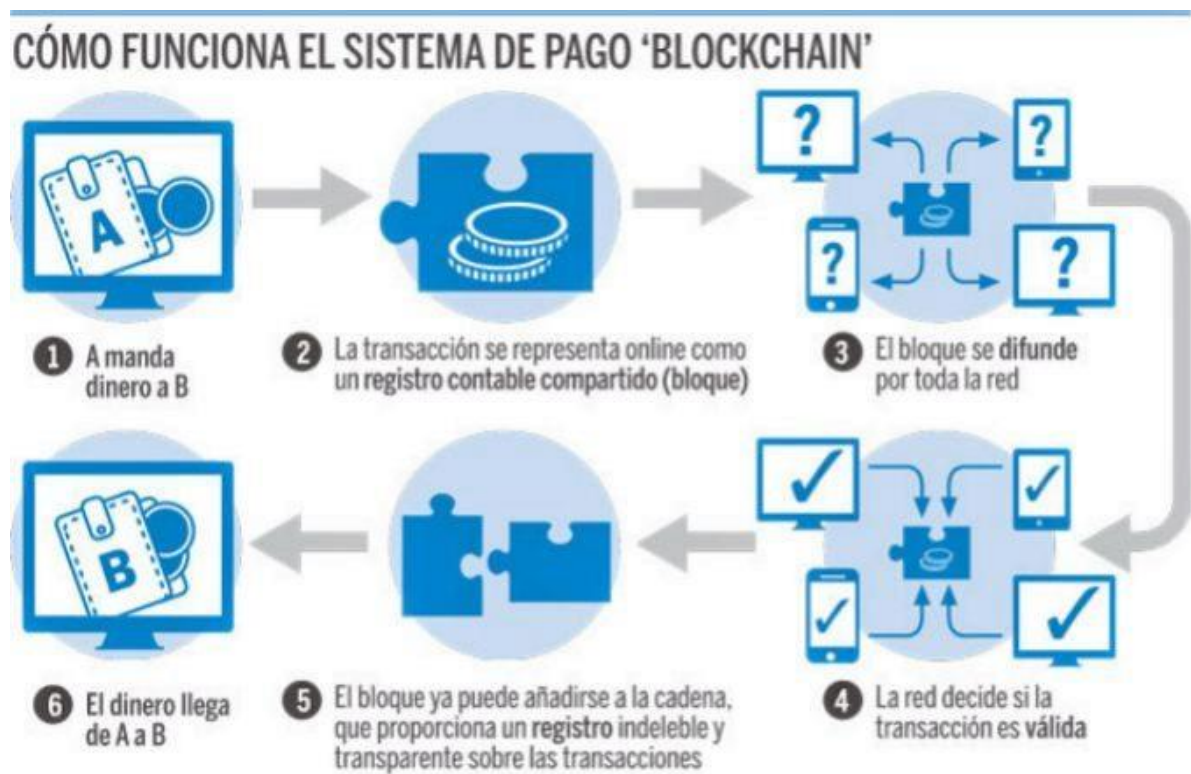 CÓMO FUNCIONA EL SISTEMA DE PAGO ‘BLOCKCHAIN’
A
?
?
?
?
1 A manda
dinero a B
2 La transacción se representa online como
un registro contable compartido (bloque)
3 El bloque se difunde
por toda la red
B
6 El dinero llega
de A a B
5 El bloque ya puede añadirse a la cadena,
que proporciona un registro indeleble y
transparente sobre las transacciones
4 La red decide si la
transacción es válida